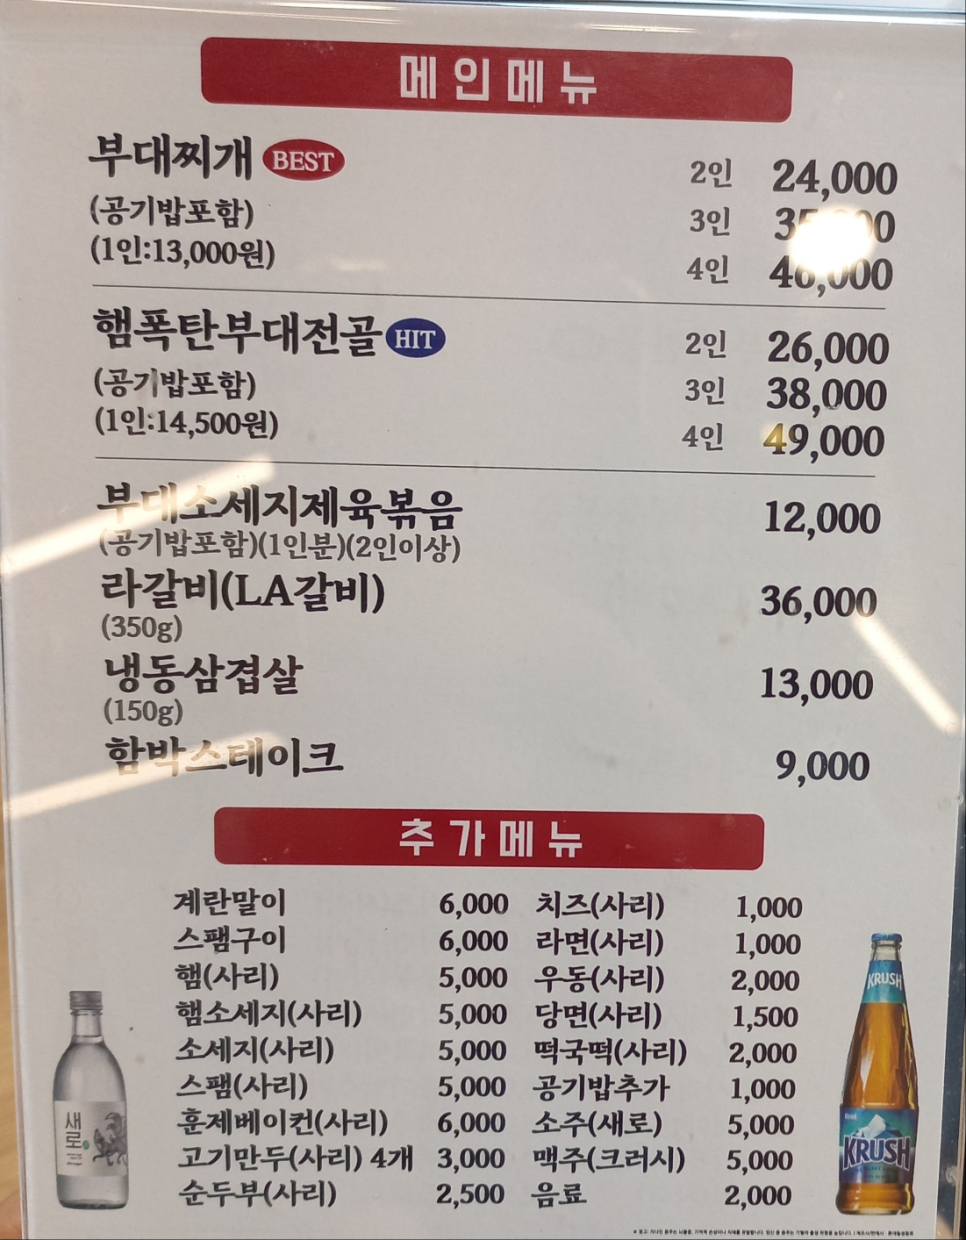 메인메뉴
부대찌개 BEST
(공기밥포함)
(1인:13,000원)
2인 24,000
3인
4인
햄폭탄부대전골 HIT
(공기밥포함)
(1인:14,500원)
2인 26,000
3인 38,000
4인 49,000
부대소세지제육볶음 12,000
(공기밥포함)(1인분)(2인이상)
라갈비(LA갈비) 36,000
(350g)
냉동삼겹살 13,000
(150g)
함박스테이크 9,000
추가메뉴
계란말이 6,000 치즈(사리) 1,000
스팸구이 6,000 라면(사리) 1,000
햄(사리) 5,000 우동(사리) 2,000
햄소세지(사리) 5,000 당면(사리) 1,500
소세지(사리) 5,000 떡국떡(사리) 2,000
스팸(사리) 5,000 공기밥추가 1,000
훈제베이컨(사리) 6,000 소주(새로) 5,000
고기만두(사리) 4개 3,000 맥주(크러시) 5,000
순두부(사리) 2,500 음료 2,000
새로
KRUSH
KRUSH